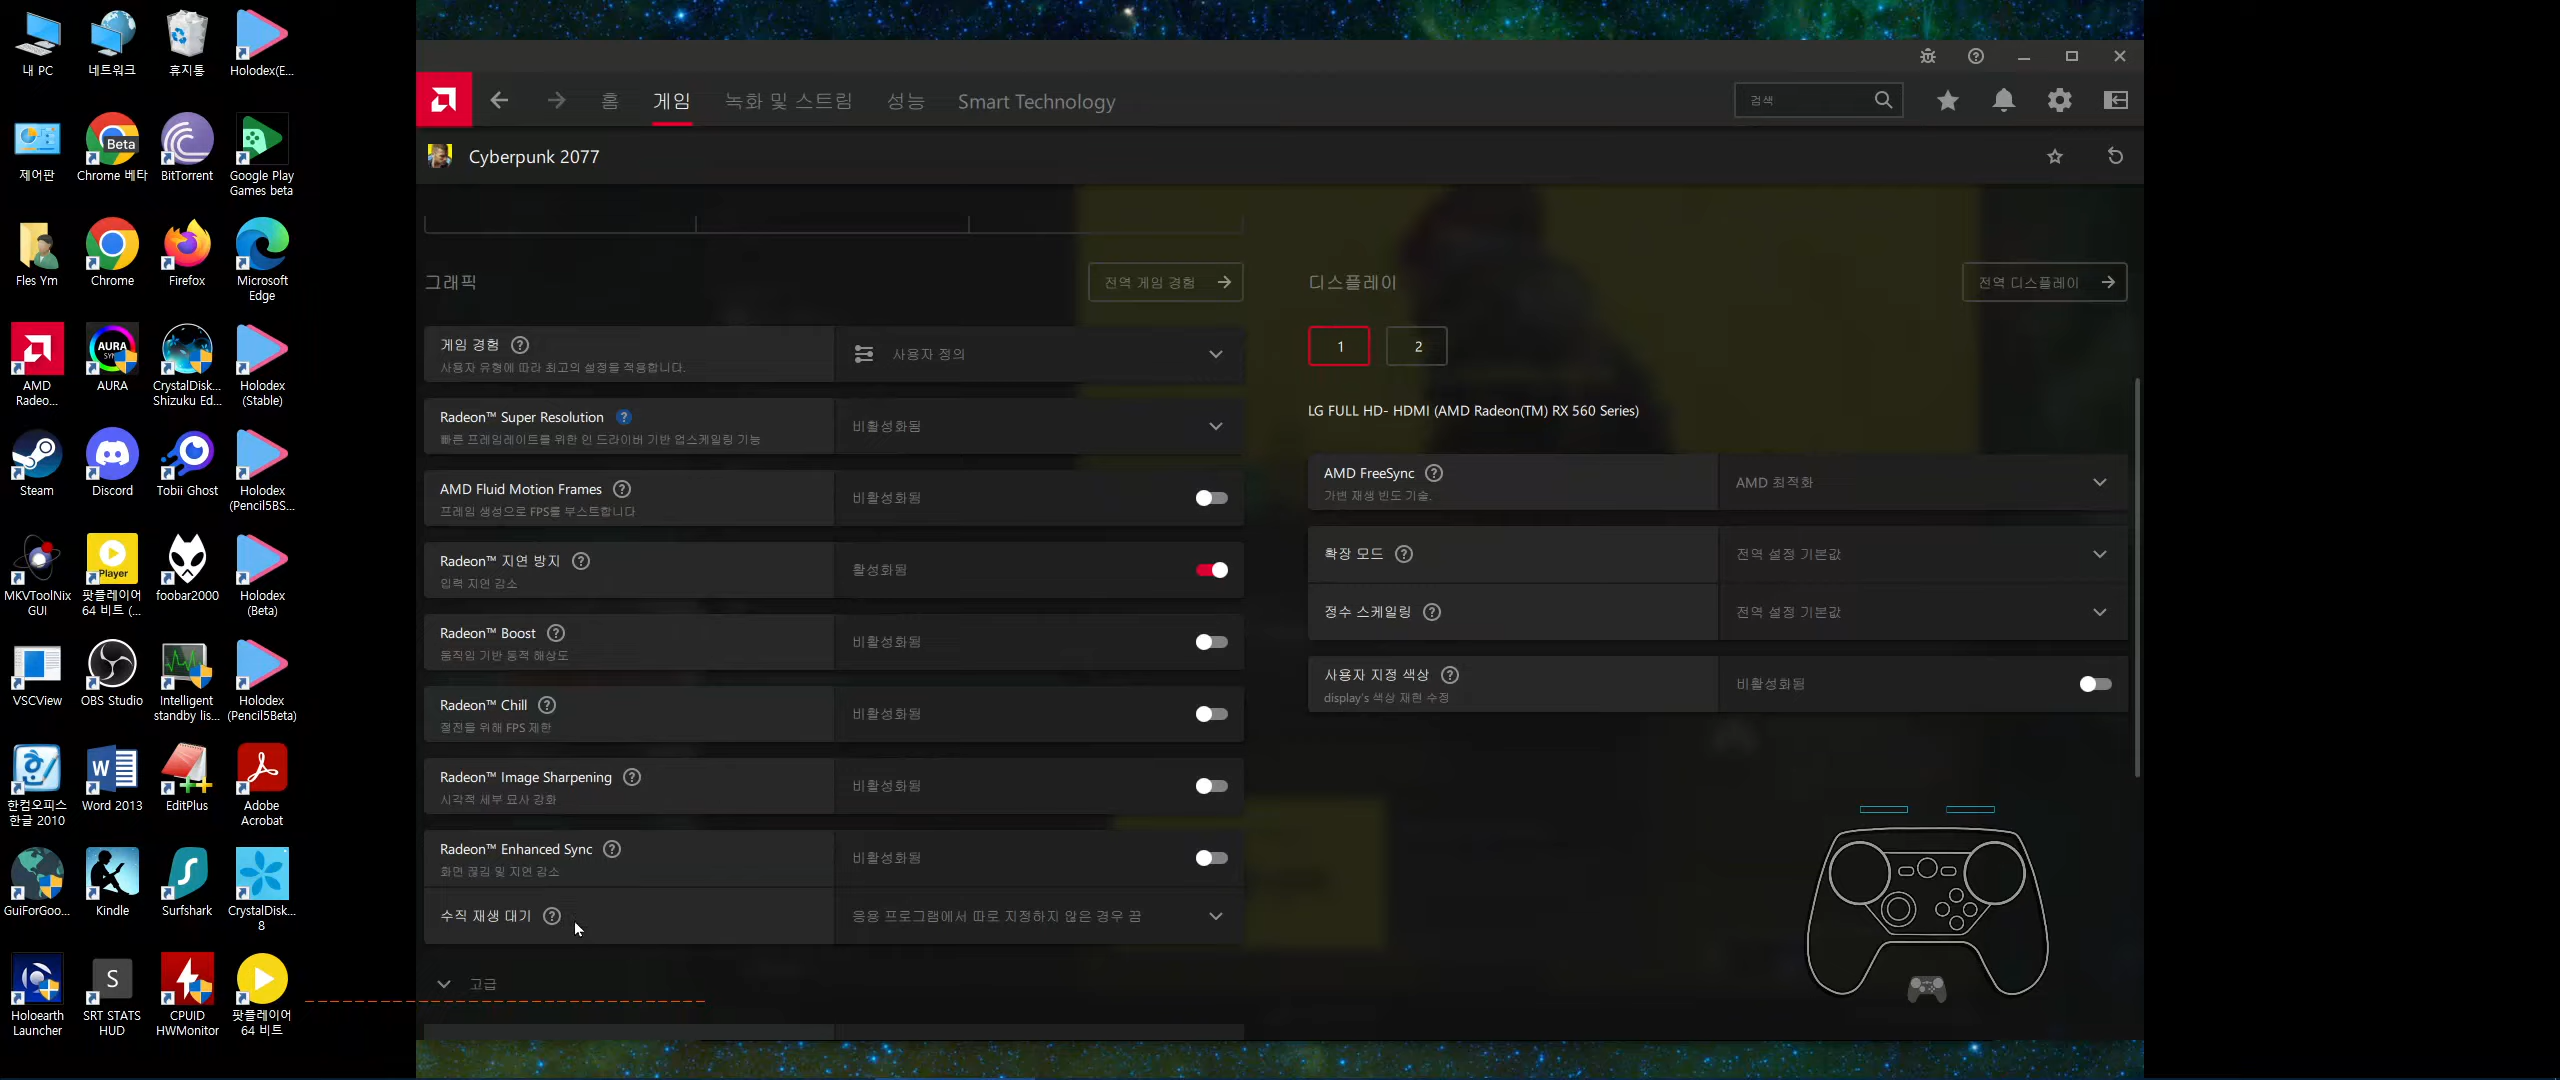 내 PC
네트워크
휴지통
Holodex(E...
제어판
Beta
Chrome 베타
BitTorrent
Google Play
Games beta
Fles Ym
Chrome
Firefox
Microsoft
Edge
AMD
Radeo...
AURA
SYNC
AURA
CrystalDisk...
Shizuku Ed...
Holodex
(Stable)
Steam
Discord
Tobii Ghost
Holodex
(Pencil5BS...
MKVToolNix
GUI
Player
팟플레이어
64 비트 (...
foobar2000
Holodex
(Beta)
VSCView
OBS Studio
Intelligent
standby lis...
Holodex
(Pencil5Beta)
한컴오피스
한글 2010
Word 2013
EditPlus
Adobe
Acrobat
GuiForGoo...
Kindle
Surfshark
CrystalDisk...
8
Holoearth
Launcher
S
SRT STATS
HUD
CPUID
HWMonitor
팟플레이어
64 비트
홈
게임
녹화 및 스트림
성능
Smart Technology
검색
Cyberpunk 2077
그래픽
전역 게임 경험
게임 경험
사용자 유형에 따라 최고의 설정을 적용합니다.
사용자 정의
Radeon™ Super Resolution
빠른 프레임레이트를 위한 인 드라이버 기반 업스케일링 기능
비활성화됨
AMD Fluid Motion Frames
프레임 생성으로 FPS를 부스트합니다
비활성화됨
Radeon™ 지연 방지
입력 지연 감소
활성화됨
Radeon™ Boost
움직임 기반 동적 해상도
비활성화됨
Radeon™ Chill
절전을 위해 FPS 제한
비활성화됨
Radeon™ Image Sharpening
시각적 세부 묘사 강화
비활성화됨
Radeon™ Enhanced Sync
화면 끊김 및 지연 감소
비활성화됨
수직 재생 대기
응용 프로그램에서 따로 지정하지 않은 경우 끔
고급
디스플레이
전역 디스플레이
1
2
LG FULL HD- HDMI (AMD Radeon(TM) RX 560 Series)
AMD FreeSync
가변 재생 빈도 기술.
AMD 최적화
확장 모드
전역 설정 기본값
정수 스케일링
전역 설정 기본값
사용자 지정 색상
display's 색상 재현 수정
비활성화됨